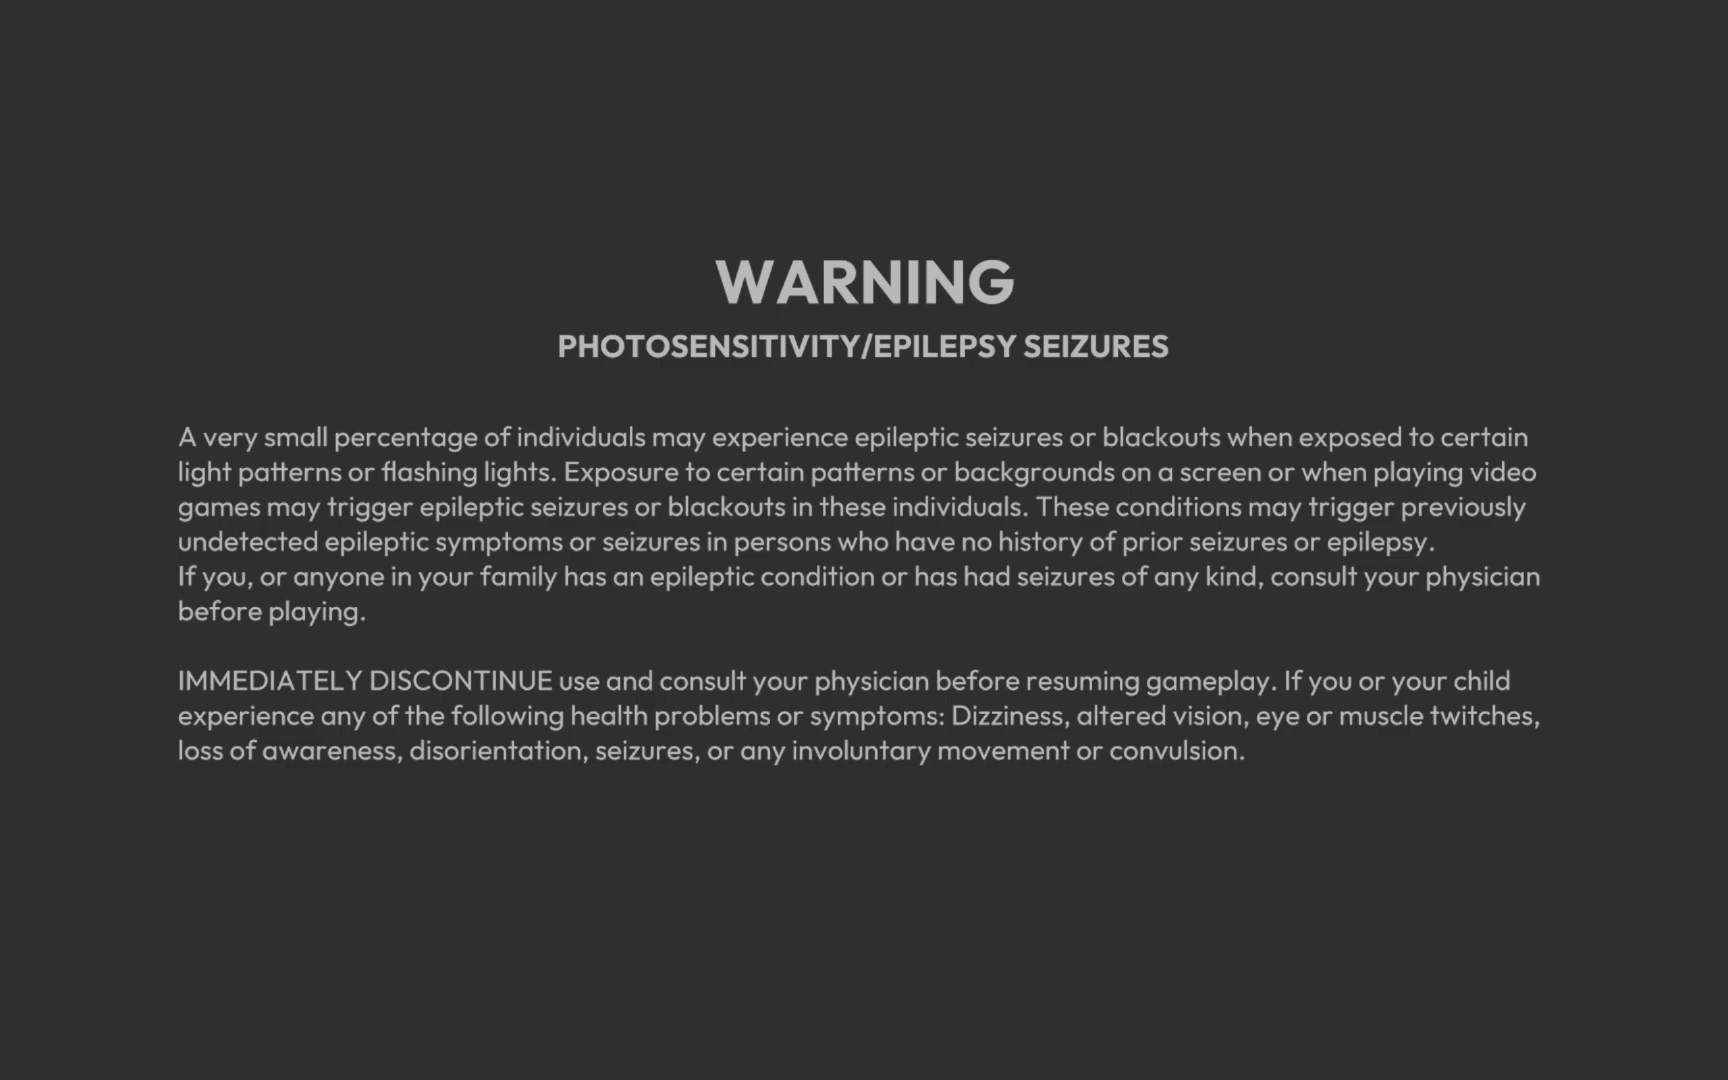 WARNING
PHOTOSENSITIVITY/EPILEPSY SEIZURES
A very small percentage of individuals may experience epileptic seizures or blackouts when exposed to certain
light patterns or flashing lights. Exposure to certain patterns or backgrounds on a screen or when playing video
games may trigger epileptic seizures or blackouts in these individuals. These conditions may trigger previously
undetected epileptic symptoms or seizures in persons who have no history of prior seizures or epilepsy.
If you, or anyone in your family has an epileptic condition or has had seizures of any kind, consult your physician
before playing.
IMMEDIATELY DISCONTINUE use and consult your physician before resuming gameplay. If you or your child
experience any of the following health problems or symptoms: Dizziness, altered vision, eye or muscle twitches,
loss of awareness, disorientation, seizures, or any involuntary movement or convulsion.